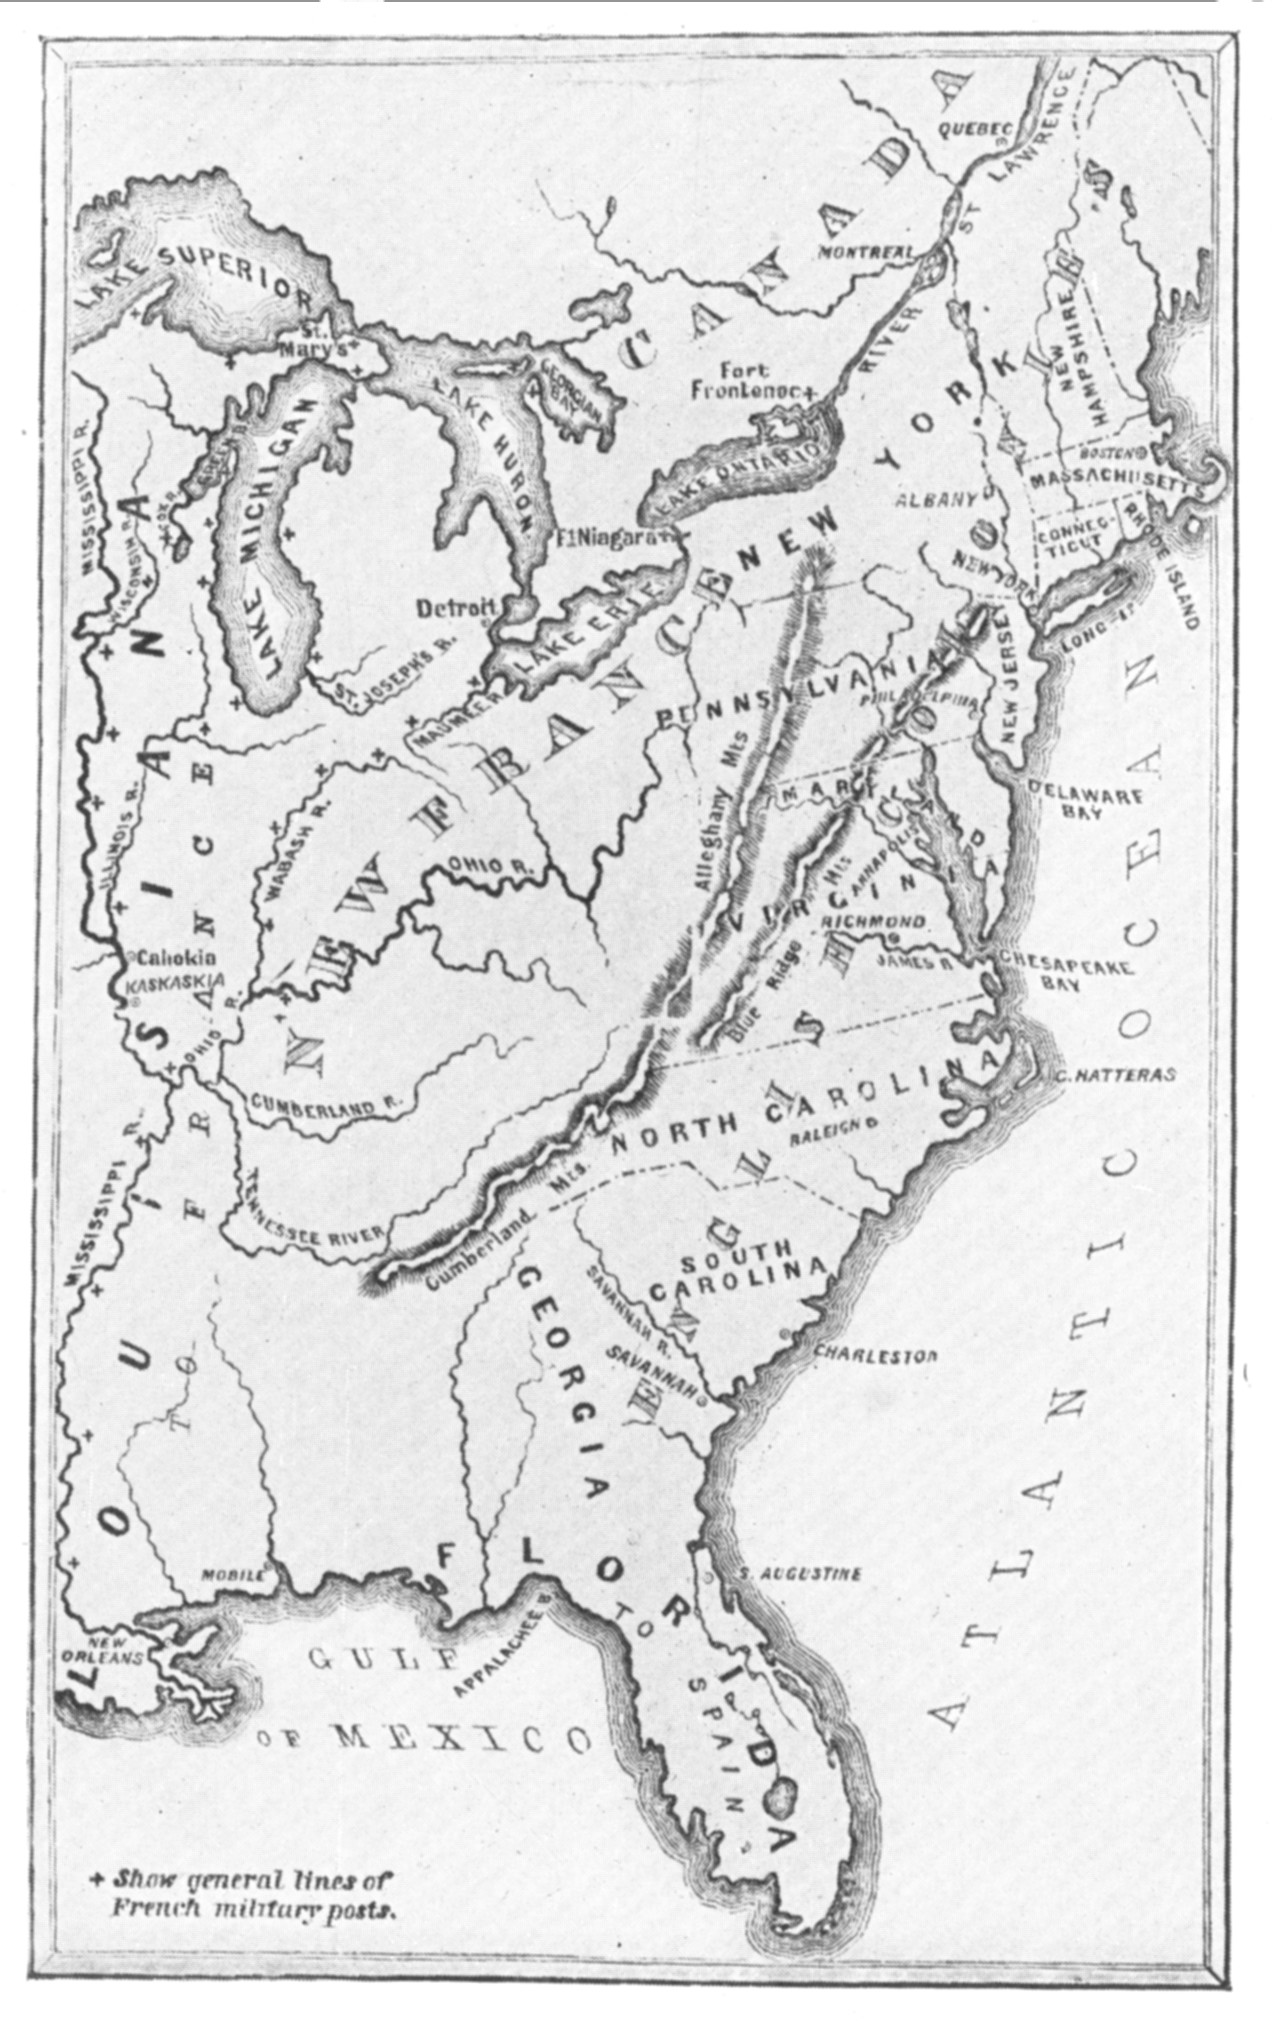 CANADA
QUEBEC
ST LAWRENCE RIVER
MONTREAL
LAKE SUPERIOR
St. Mary's
GEORGIAN BAY
LAKE HURON
LAKE MICHIGAN
GREEN B.
FOX R.
Fort Frontenac
LAKE ONTARIO
Ft Niagara
LAKE ERIE
Detroit
NEW HAMPSHIRE
BOSTON
MASSACHUSETTS
CONNEC-
TICUT
RHODE ISLAND
ALBANY
NEW YORK
NEW YORK
LONG IS
NEW JERSEY
PENNSYLVANIA
PHILADELPHIA
MISSISSIPPI R.
WISCONSIN R.
ST. JOSEPH'S R.
MAUMEE R.
NEW FRANCE
ILLINOIS R.
WABASH R.
OHIO R.
Alleghany Mts
MARYLAND
ANNAPOLIS
DELAWARE
BAY
VIRGINIA
RICHMOND
JAMES R.
CHESAPEAKE
BAY
Blue Ridge Mts
Cahokia
KASKASKIA
OHIO R.
CUMBERLAND R.
TENNESSEE RIVER
MISSISSIPPI R.
LOUISIANA
TO FRANCE
Cumberland Mts.
NORTH CAROLINA
RALEIGH
C. HATTERAS
SOUTH
CAROLINA
ENGLISH COLONIES
SAVANNAH R.
SAVANNAH
CHARLESTON
GEORGIA
FLORIDA
TO SPAIN
S. AUGUSTINE
MOBILE
NEW
ORLEANS
APPALACHEE B.
GULF
OF MEXICO
ATLANTIC OCEAN
+ Show general lines of
French military posts.